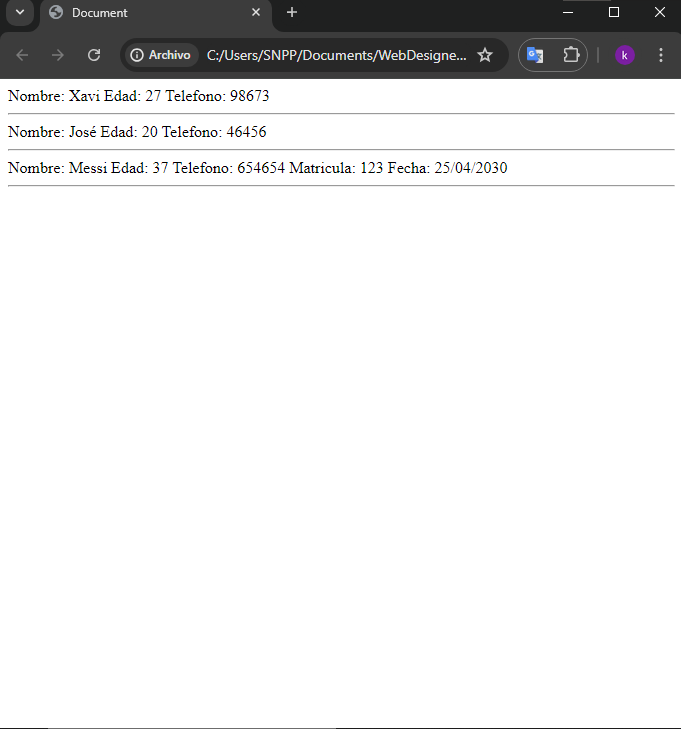 Document
Archivo C:/Users/SNPP/Documents/WebDesigne...
k
Nombre: Xavi Edad: 27 Telefono: 98673
Nombre: José Edad: 20 Telefono: 46456
Nombre: Messi Edad: 37 Telefono: 654654 Matricula: 123 Fecha: 25/04/2030